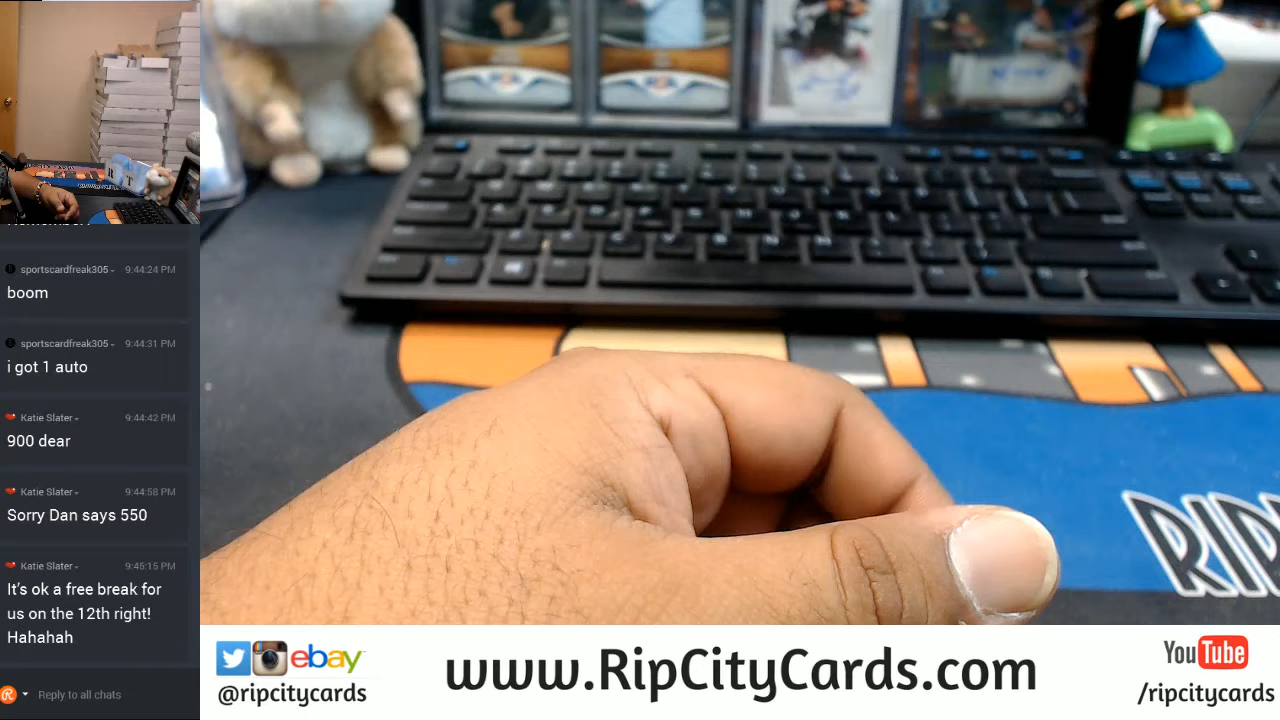 sportscardfreak305
9:44:24 PM
boom
sportscardfreak305
9:44:31 PM
i got 1 auto
Katie Slater
9:44:42 PM
900 dear
Katie Slater
9:44:58 PM
Sorry Dan says 550
Katie Slater
9:45:15 PM
It's ok a free break for
us on the 12th right!
Hahahah
Reply to all chats
RIP
ebay
@ripcitycards
www.RipCityCards.com
YouTube
/ripcitycards